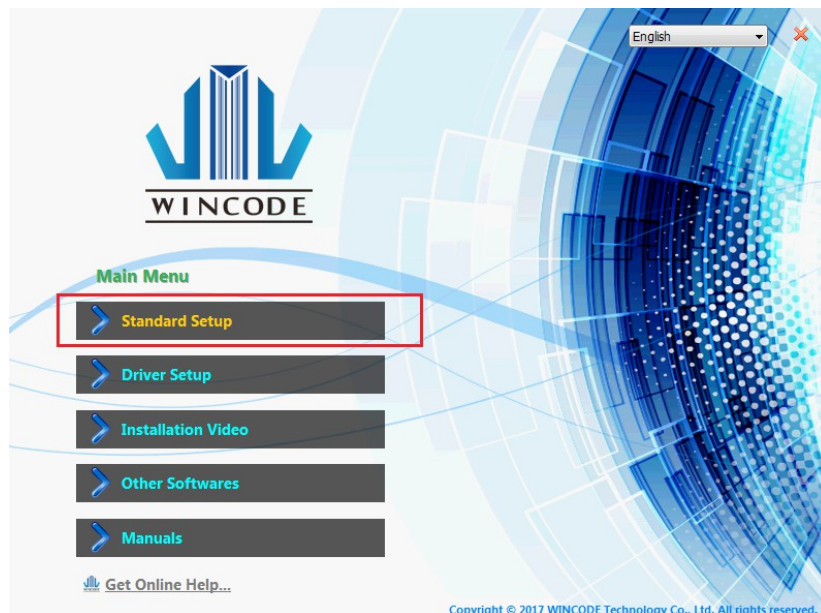 English
WINCODE
Main Menu
Standard Setup
Driver Setup
Installation Video
Other Softwares
Manuals
Get Online Help...
Copyright © 2017 WINCODE Technology Co., Ltd. All rights reserved.